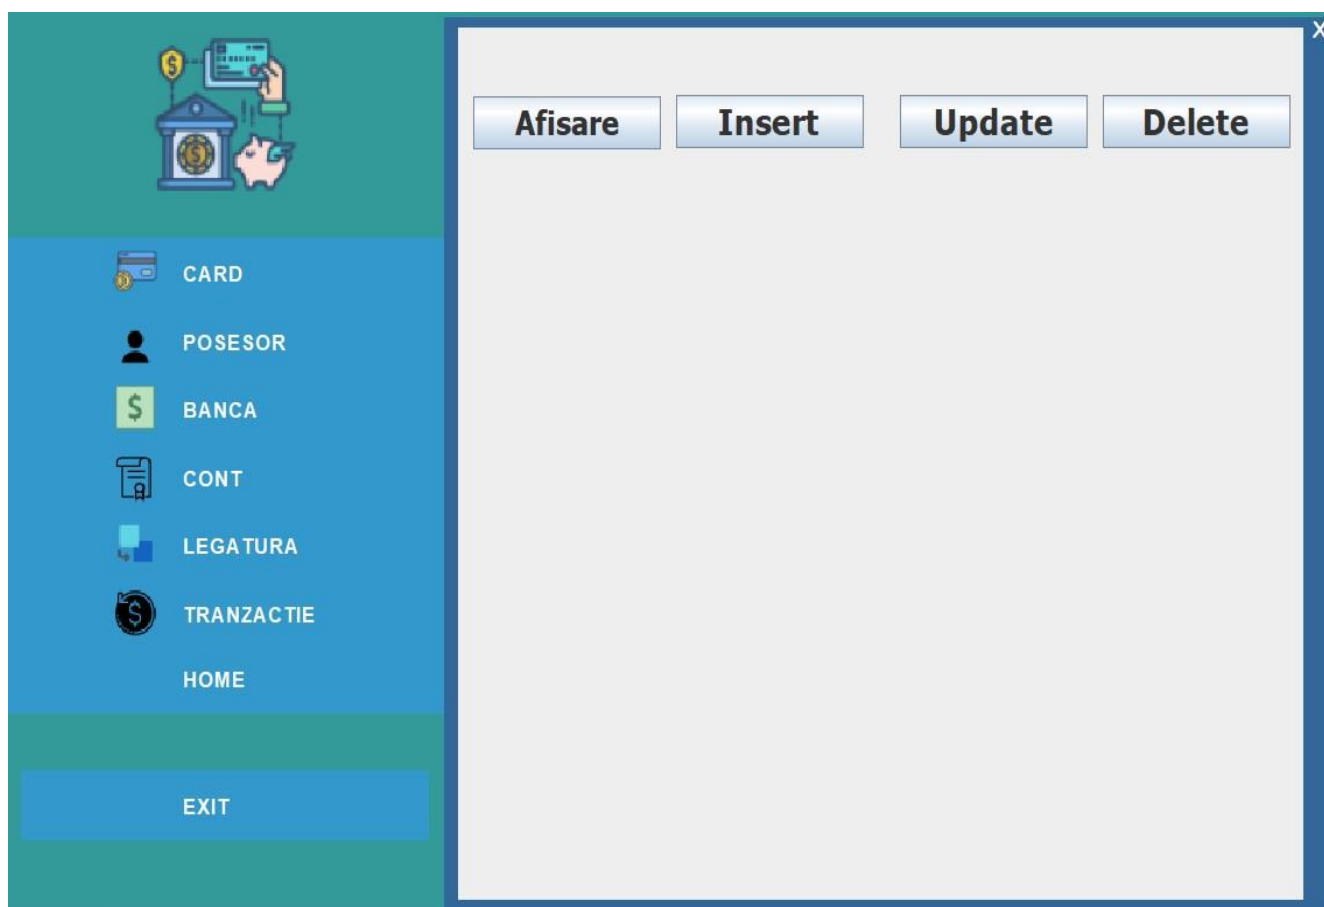 X
Afisare Insert Update Delete
CARD
POSESOR
$ BANCA
CONT
LEGATURA
$ TRANZACTIE
HOME
EXIT